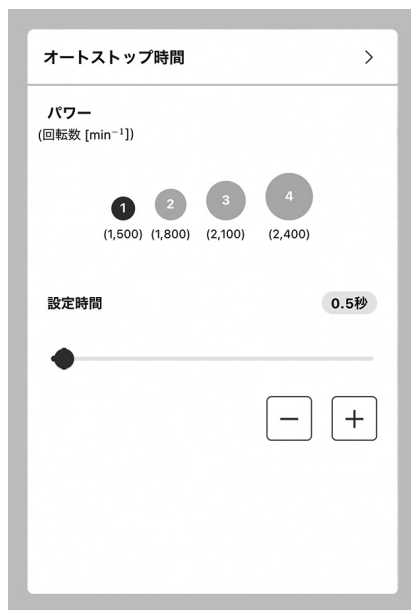 オートストップ時間
パワー
(回転数 [min⁻¹])
1 2 3 4
(1,500) (1,800) (2,100) (2,400)
設定時間 0.5秒
− +